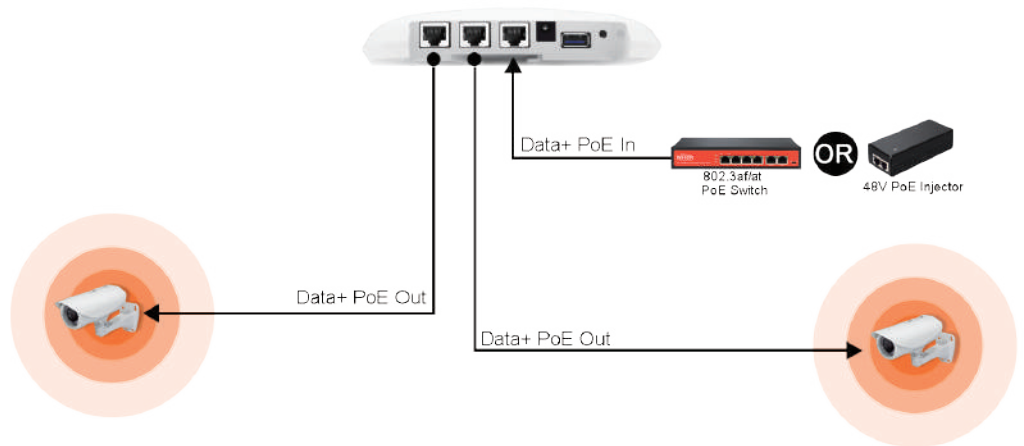 Data+ PoE In
OR
802.3af/at
PoE Switch
48V PoE Injector
Data+ PoE Out
Data+ PoE Out